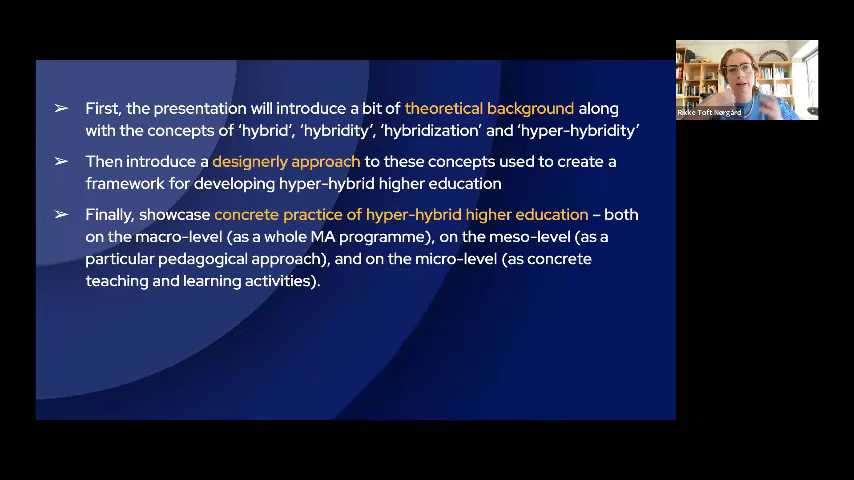 ➢ First, the presentation will introduce a bit of theoretical background along
with the concepts of ‘hybrid’, ‘hybridity’, ‘hybridization’ and ‘hyper-hybridity’
➢ Then introduce a designerly approach to these concepts used to create a
framework for developing hyper-hybrid higher education
➢ Finally, showcase concrete practice of hyper-hybrid higher education – both
on the macro-level (as a whole MA programme), on the meso-level (as a
particular pedagogical approach), and on the micro-level (as concrete
teaching and learning activities).
Rikke Toft Nørgård